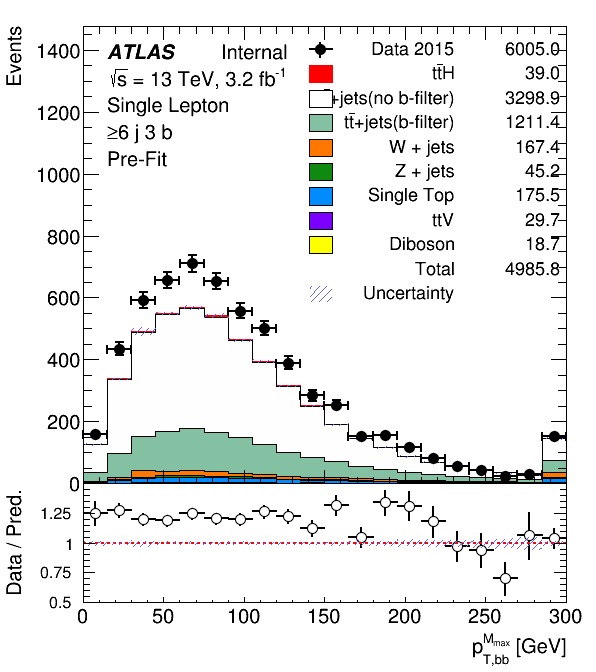 Events
1400
1200
1000
800
600
400
200
0
ATLAS Internal
√s = 13 TeV, 3.2 fb-1
Single Lepton
≥6 j 3 b
Pre-Fit
Data 2015 6005.0
tt̄H 39.0
+jets(no b-filter) 3298.9
tt̄+jets(b-filter) 1211.4
W + jets 167.4
Z + jets 45.2
Single Top 175.5
ttV 29.7
Diboson 18.7
Total 4985.8
Uncertainty
Data / Pred.
1.25
1
0.75
0.5
0 50 100 150 200 250 300
p T,bb Mmax [GeV]